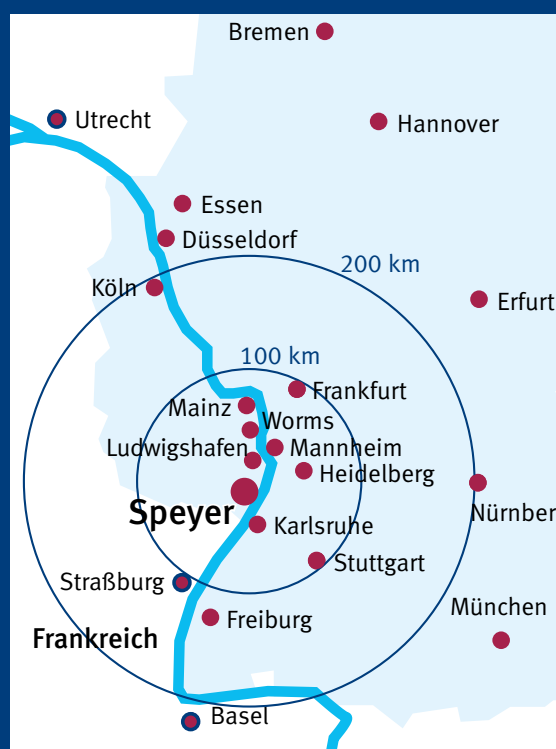 Bremen
Utrecht
Hannover
Essen
Düsseldorf
200 km
Köln
Erfurt
100 km
Frankfurt
Mainz
Worms
Ludwigshafen
Mannheim
Heidelberg
Speyer
Nürnber
Karlsruhe
Stuttgart
Straßburg
München
Freiburg
Frankreich
Basel